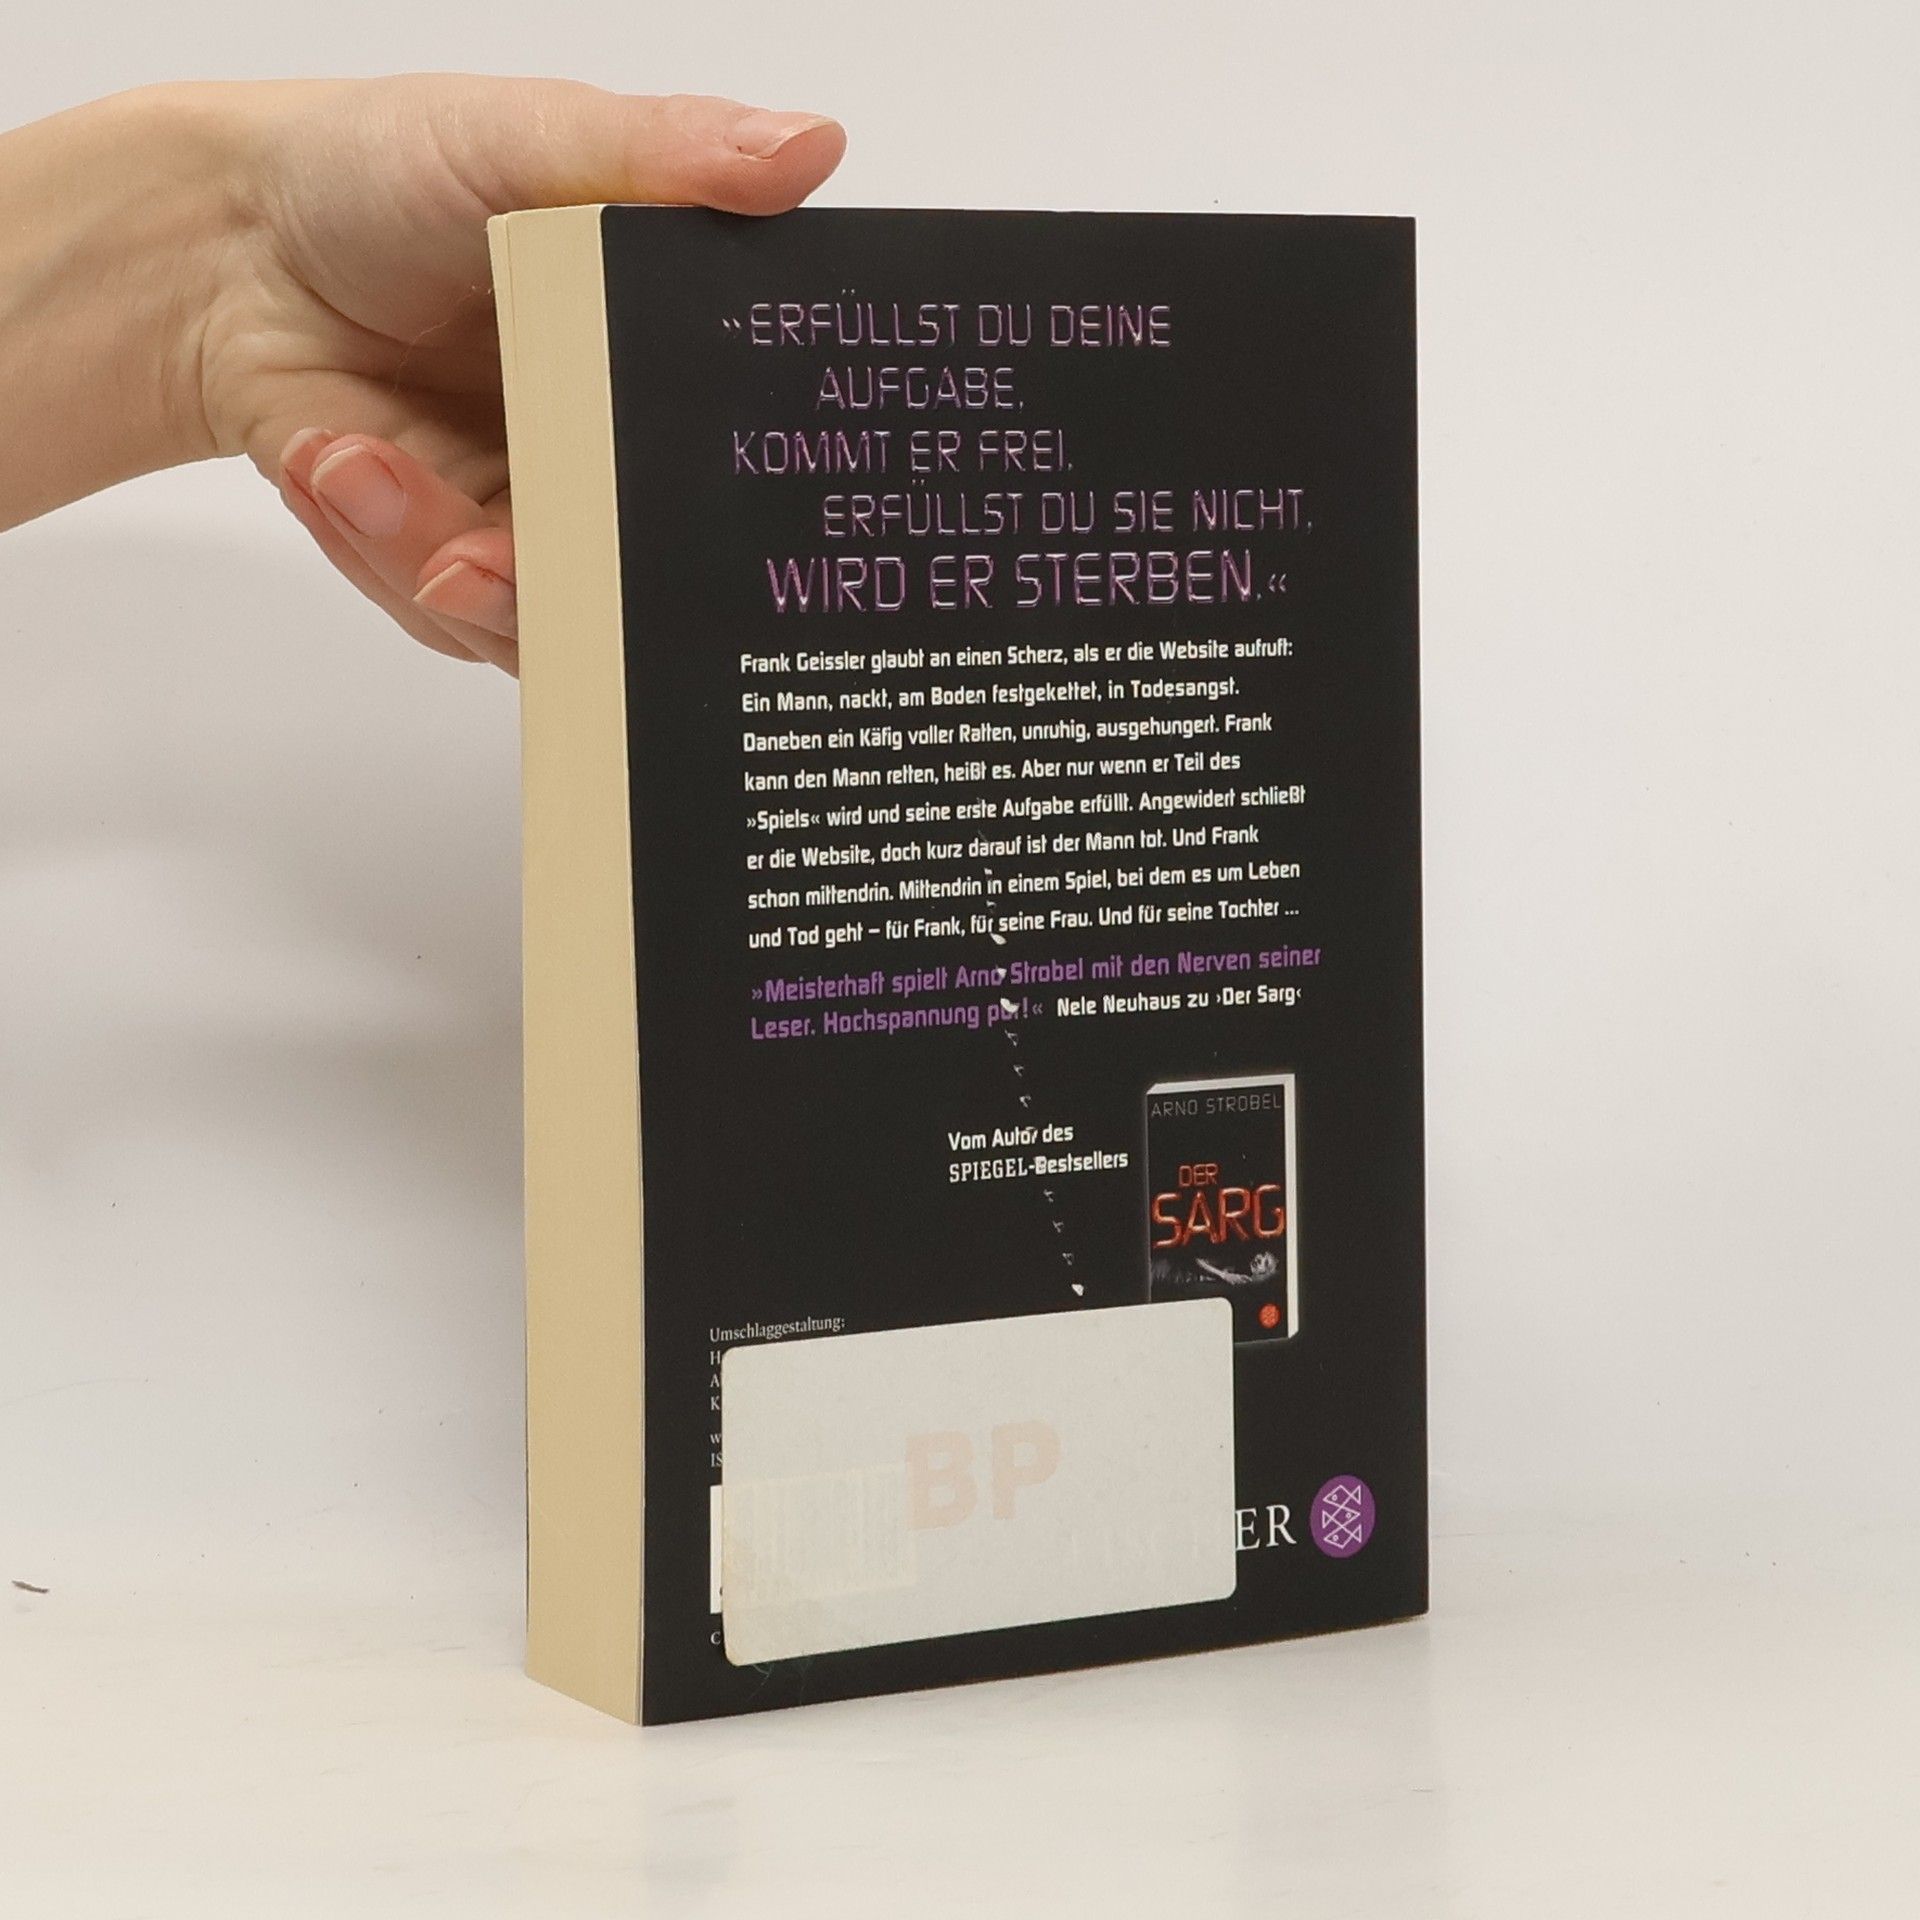 »ERFÜLLST DU DEINE
AUFGABE,
KOMMT ER FREI.
ERFÜLLST DU SIE NICHT,
WIRD ER STERBEN.«
Frank Geissler glaubt an einen Scherz, als er die Website aufruft:
Ein Mann, nackt, am Boden festgekettet, in Todesangst.
Daneben ein Käfig voller Ratten, unruhig, ausgehungert. Frank
kann den Mann retten, heißt es. Aber nur wenn er Teil des
»Spiels« wird und seine erste Aufgabe erfüllt. Angewidert schließt
er die Website, doch kurz darauf ist der Mann tot. Und Frank
schon mittendrin. Mittendrin in einem Spiel, bei dem es um Leben
und Tod geht – für Frank, für seine Frau. Und für seine Tochter ...
»Meisterhaft spielt Arno Strobel mit den Nerven seiner
Leser. Hochspannung pur!« Nele Neuhaus zu ›Der Sarg‹
Vom Autor des
SPIEGEL-Bestsellers
ARNO STROBEL
DER
SARG
Umschlaggestaltung:
BP